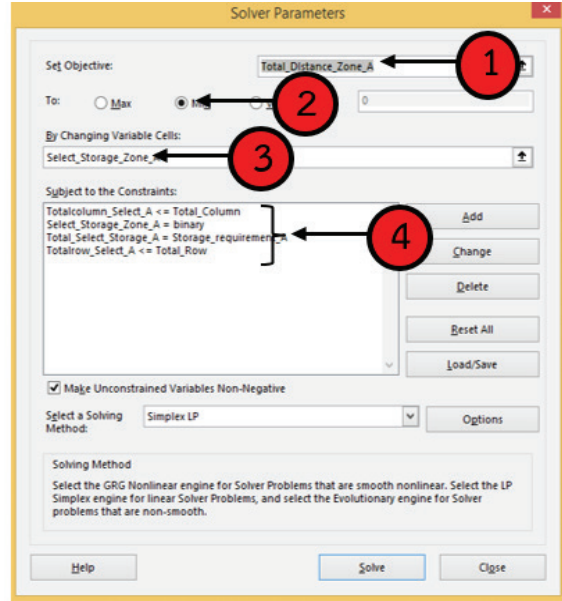 Solver Parameters
Set Objective: Total_Distance_Zone_A 1
To: Max 2 0
By Changing Variable Cells:
Select_Storage_Zone 3
Subject to the Constraints:
Totalcolumn_Select_A <= Total_Column
Select_Storage_Zone_A = binary
Total_Select_Storage_A = Storage_requirement_A 4
Totalrow_Select_A <= Total_Row
Add
Change
Delete
Reset All
Load/Save
Make Unconstrained Variables Non-Negative
Select a Solving Method: Simplex LP Options
Solving Method
Select the GRG Nonlinear engine for Solver Problems that are smooth nonlinear. Select the LP
Simplex engine for linear Solver Problems, and select the Evolutionary engine for Solver
problems that are non-smooth.
Help Solve Close